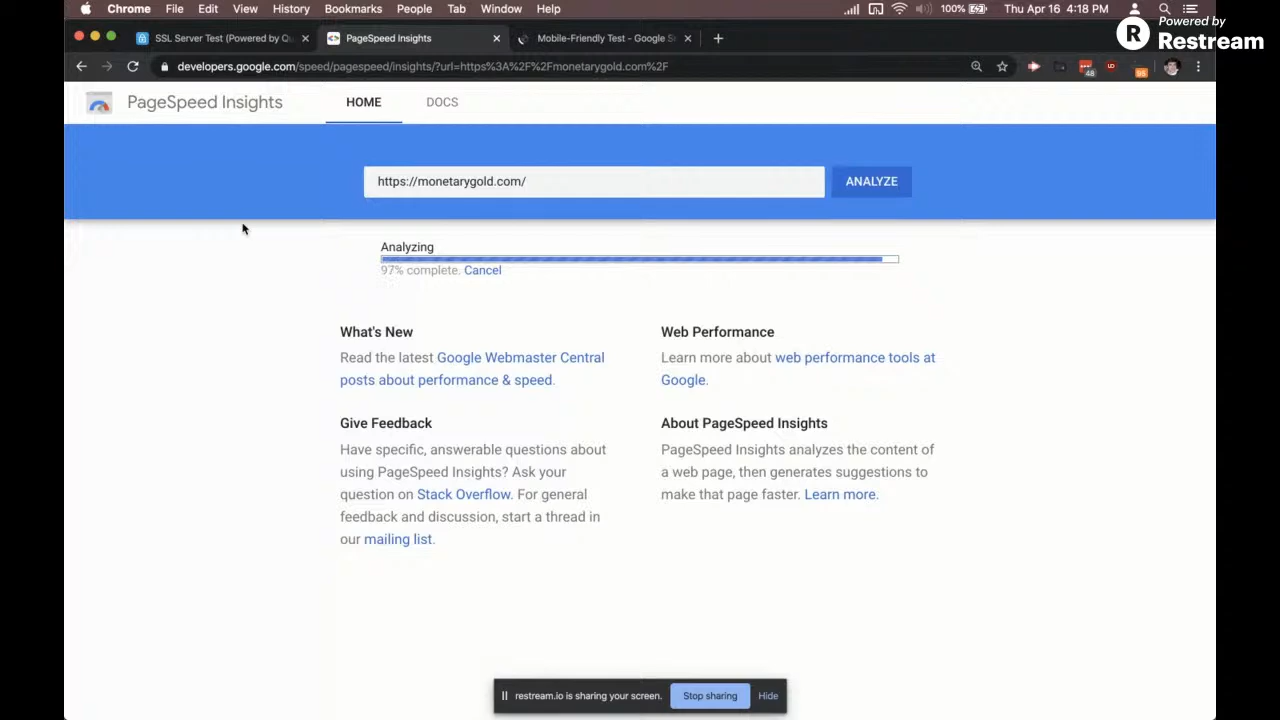 Chrome File Edit View History Bookmarks People Tab Window Help 100% Thu Apr 16 4:18 PM
Powered by
R Restream
SSL Server Test (Powered by Qu PageSpeed Insights Mobile-Friendly Test - Google Se
developers.google.com/speed/pagespeed/insights/?url=https%3A%2F%2Fmonetarygold.com%2F
48
95
PageSpeed Insights HOME DOCS
https://monetarygold.com/ ANALYZE
Analyzing
97% complete. Cancel
What's New
Read the latest Google Webmaster Central
posts about performance & speed.
Web Performance
Learn more about web performance tools at
Google.
Give Feedback
Have specific, answerable questions about
using PageSpeed Insights? Ask your
question on Stack Overflow. For general
feedback and discussion, start a thread in
our mailing list.
About PageSpeed Insights
PageSpeed Insights analyzes the content of
a web page, then generates suggestions to
make that page faster. Learn more.
restream.io is sharing your screen. Stop sharing Hide